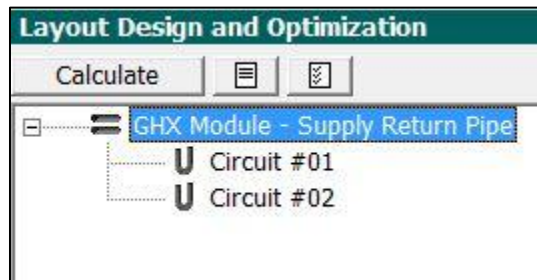 Layout Design and Optimization
Calculate
GHX Module - Supply Return Pipe
Circuit #01
Circuit #02